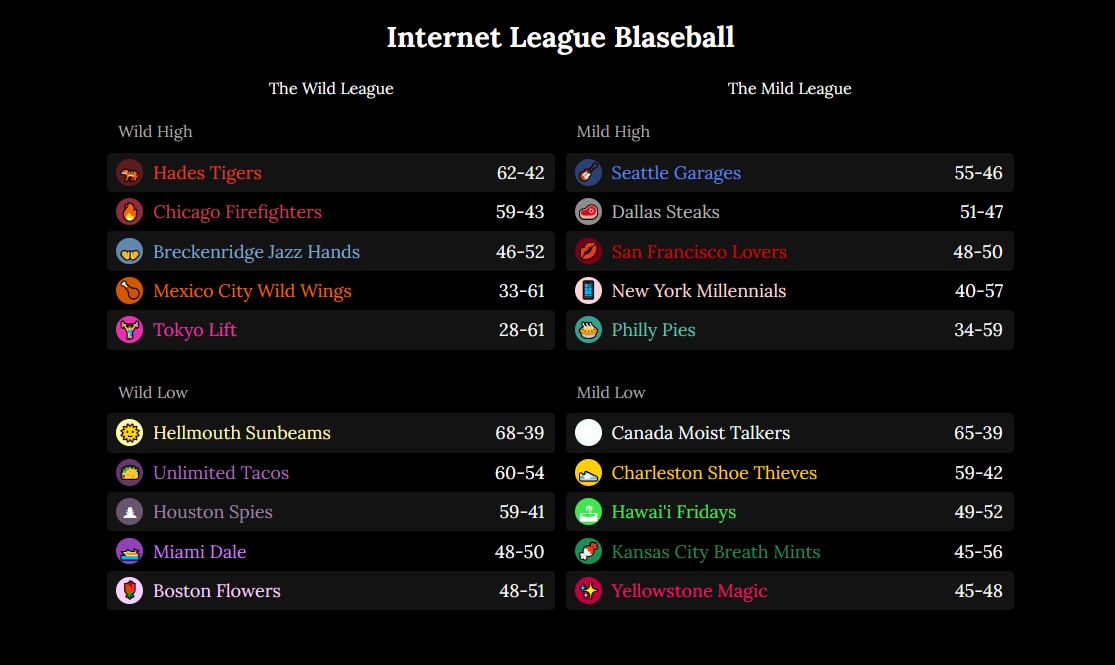 Internet League Blaseball
The Wild League
Wild High
Hades Tigers 62-42
Chicago Firefighters 59-43
Breckenridge Jazz Hands 46-52
Mexico City Wild Wings 33-61
Tokyo Lift 28-61
Wild Low
Hellmouth Sunbeams 68-39
Unlimited Tacos 60-54
Houston Spies 59-41
Miami Dale 48-50
Boston Flowers 48-51
The Mild League
Mild High
Seattle Garages 55-46
Dallas Steaks 51-47
San Francisco Lovers 48-50
New York Millennials 40-57
Philly Pies 34-59
Mild Low
Canada Moist Talkers 65-39
Charleston Shoe Thieves 59-42
Hawai'i Fridays 49-52
Kansas City Breath Mints 45-56
Yellowstone Magic 45-48